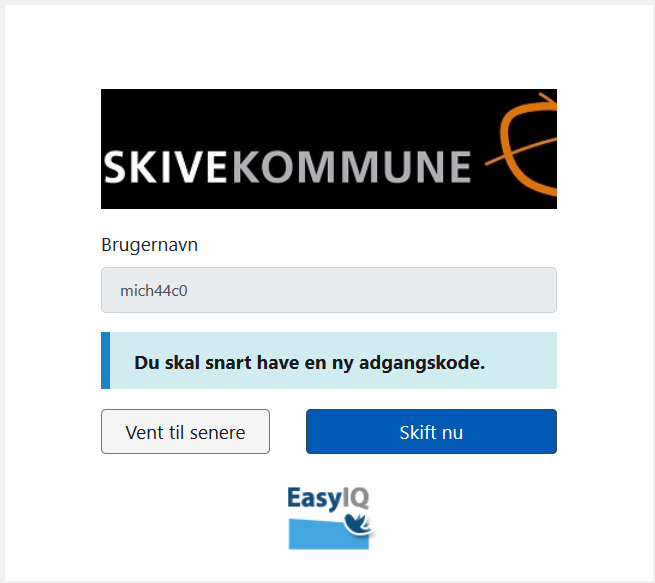 SKIVEKOMMUNE
Brugernavn
mich44c0
Du skal snart have en ny adgangskode.
Vent til senere
Skift nu
EasyIQ